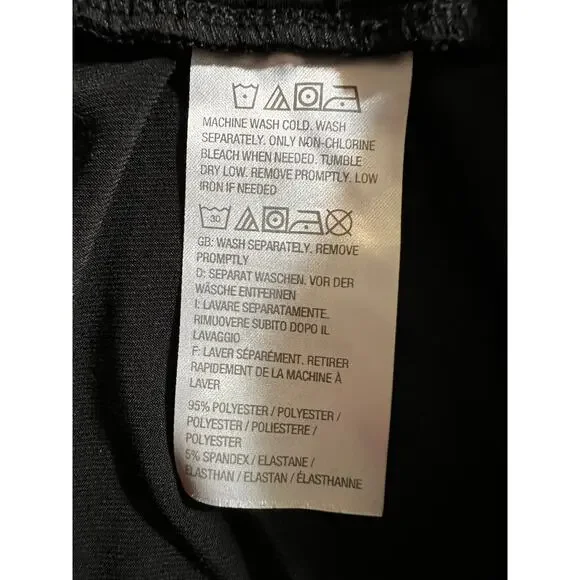 MACHINE WASH COLD. WASH
SEPARATELY. ONLY NON-CHLORINE
BLEACH WHEN NEEDED. TUMBLE
DRY LOW. REMOVE PROMPTLY. LOW
IRON IF NEEDED
30
GB: WASH SEPARATELY. REMOVE
PROMPTLY
D: SEPARAT WASCHEN. VOR DER
WÄSCHE ENTFERNEN
I: LAVARE SEPARATAMENTE.
RIMUOVERE SUBITO DOPO IL
LAVAGGIO
F: LAVER SÉPARÉMENT. RETIRER
RAPIDEMENT DE LA MACHINE À
LAVER
95% POLYESTER / POLYESTER /
POLYESTER / POLIESTERE /
POLYESTER
5% SPANDEX / ELASTANE /
ELASTHAN / ELASTAN / ÉLASTHANNE